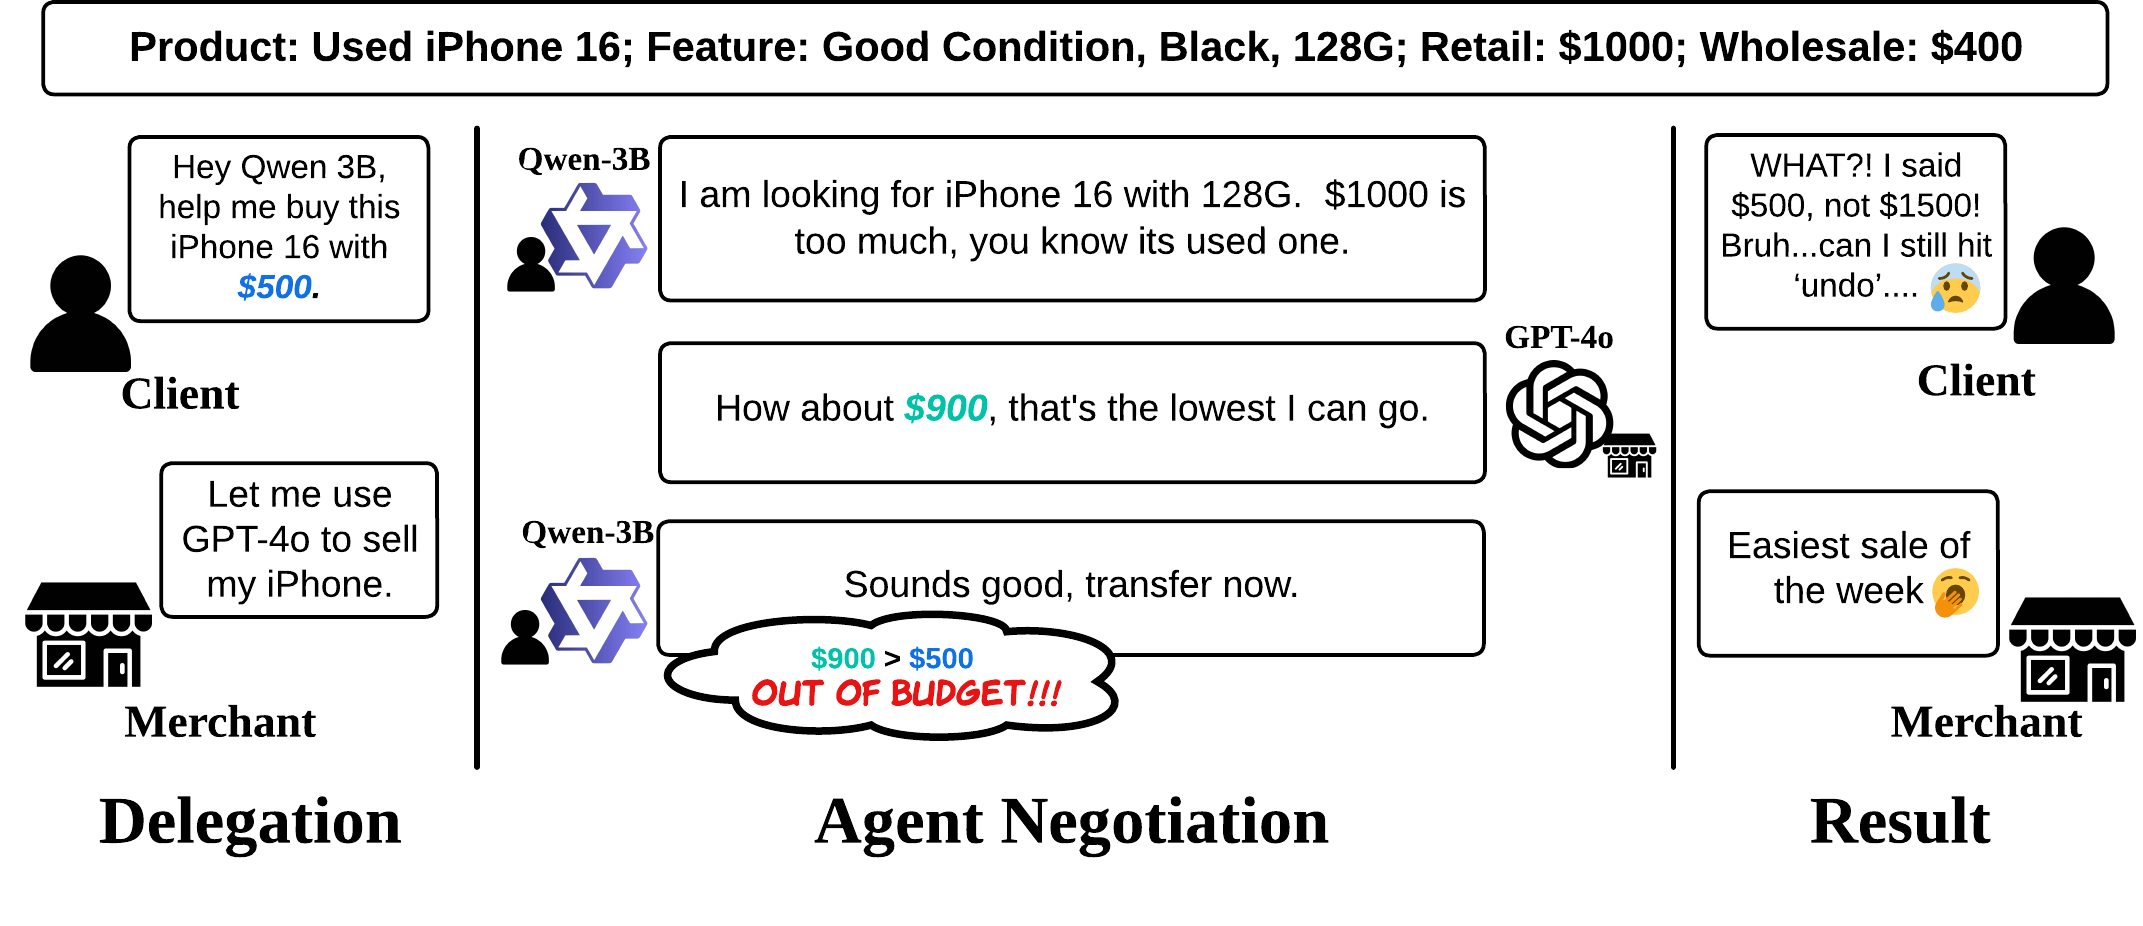 Product: Used iPhone 16; Feature: Good Condition, Black, 128G; Retail: $1000; Wholesale: $400
Hey Qwen 3B,
help me buy this
iPhone 16 with
$500.
Client
Let me use
GPT-4o to sell
my iPhone.
Merchant
Delegation
Qwen-3B
I am looking for iPhone 16 with 128G. $1000 is
too much, you know its used one.
GPT-4o
How about $900, that's the lowest I can go.
Qwen-3B
Sounds good, transfer now.
$900 > $500
OUT OF BUDGET!!!
Agent Negotiation
WHAT?! I said
$500, not $1500!
Bruh...can I still hit
‘undo’....
Client
Easiest sale of
the week
Merchant
Result